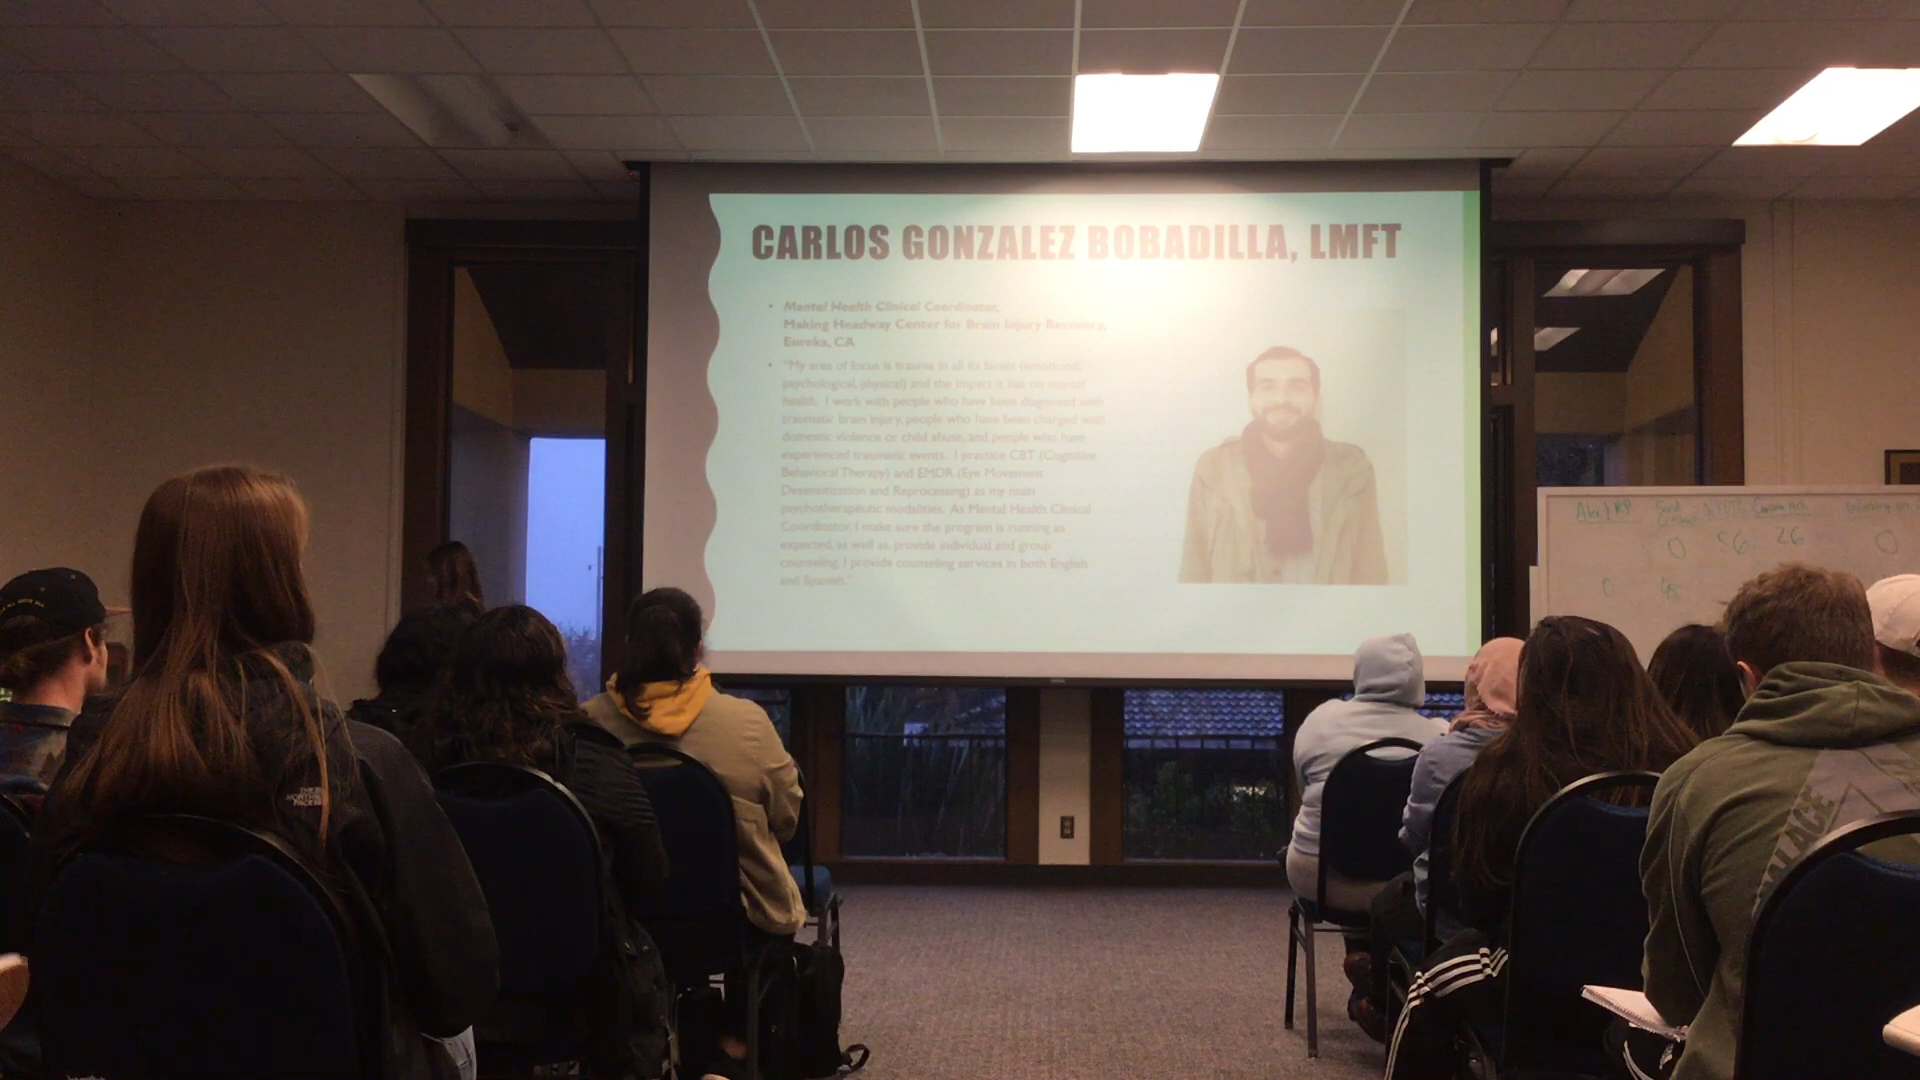 CARLOS GONZALEZ BOBADILLA, LMFT
• Mental Health Clinical Coordinator,
Making Headway Center for Brain Injury Recovery,
Eureka, CA
• "My area of focus is trauma in all its facets (emotional,
psychological, physical) and the impact it has on mental
health. I work with people who have been diagnosed with
traumatic brain injury, people who have been charged with
domestic violence or child abuse, and people who have
experienced traumatic events. I practice CBT (Cognitive
Behavioral Therapy) and EMDR (Eye Movement
Desensitization and Reprocessing) as my main
psychotherapeutic modalities. As Mental Health Clinical
Coordinator, I make sure the program is running as
expected, as well as, provide individual and group
counseling. I provide counseling services in both English
and Spanish."
0 56. 26 0
0 45
THE
NORTH
FACE